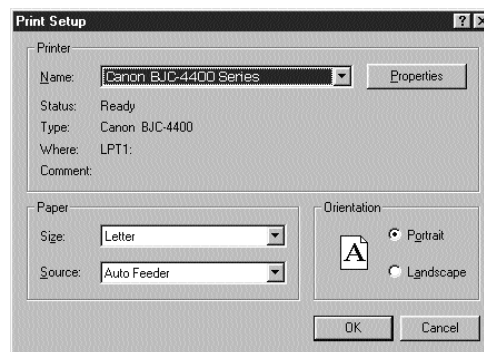 Print Setup
Printer
Name: Canon BJC-4400 Series Properties
Status: Ready
Type: Canon BJC-4400
Where: LPT1:
Comment:
Paper
Size: Letter
Source: Auto Feeder
Orientation
A
Portrait
Landscape
OK Cancel